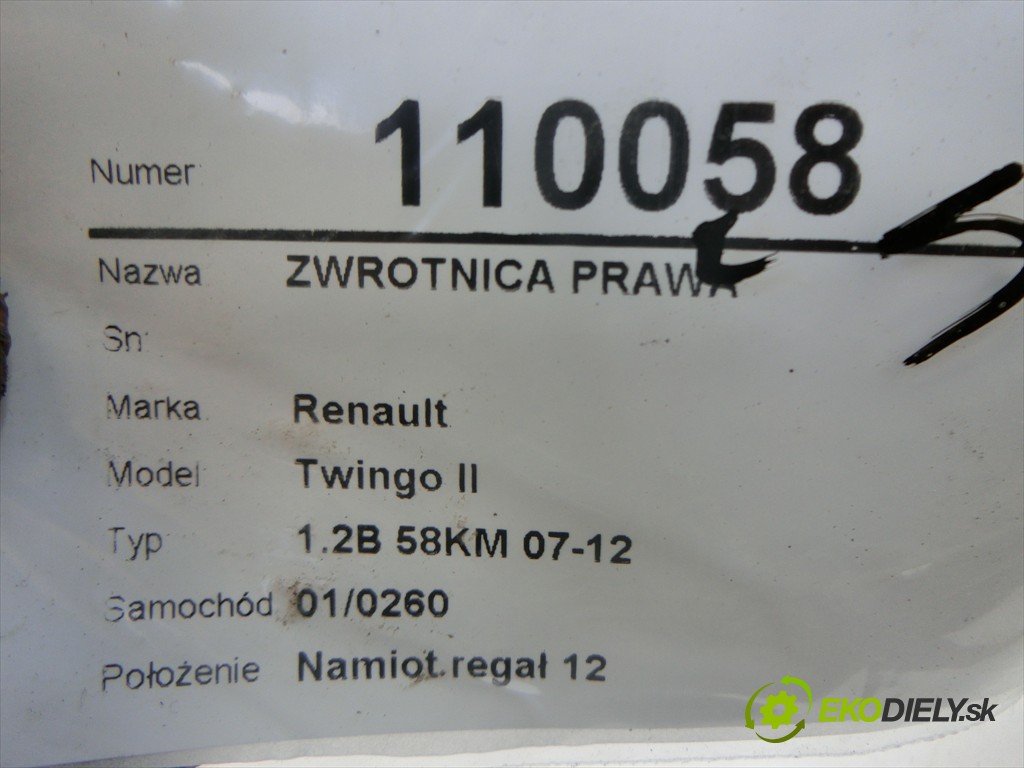 Numer 110058
Nazwa ZWROTNICA PRAWA
Sn:
Marka Renault
Model Twingo II
Typ 1.2B 58KM 07-12
Samochód 01/0260
Położenie Namiot.regał 12
EKODIELY.sk